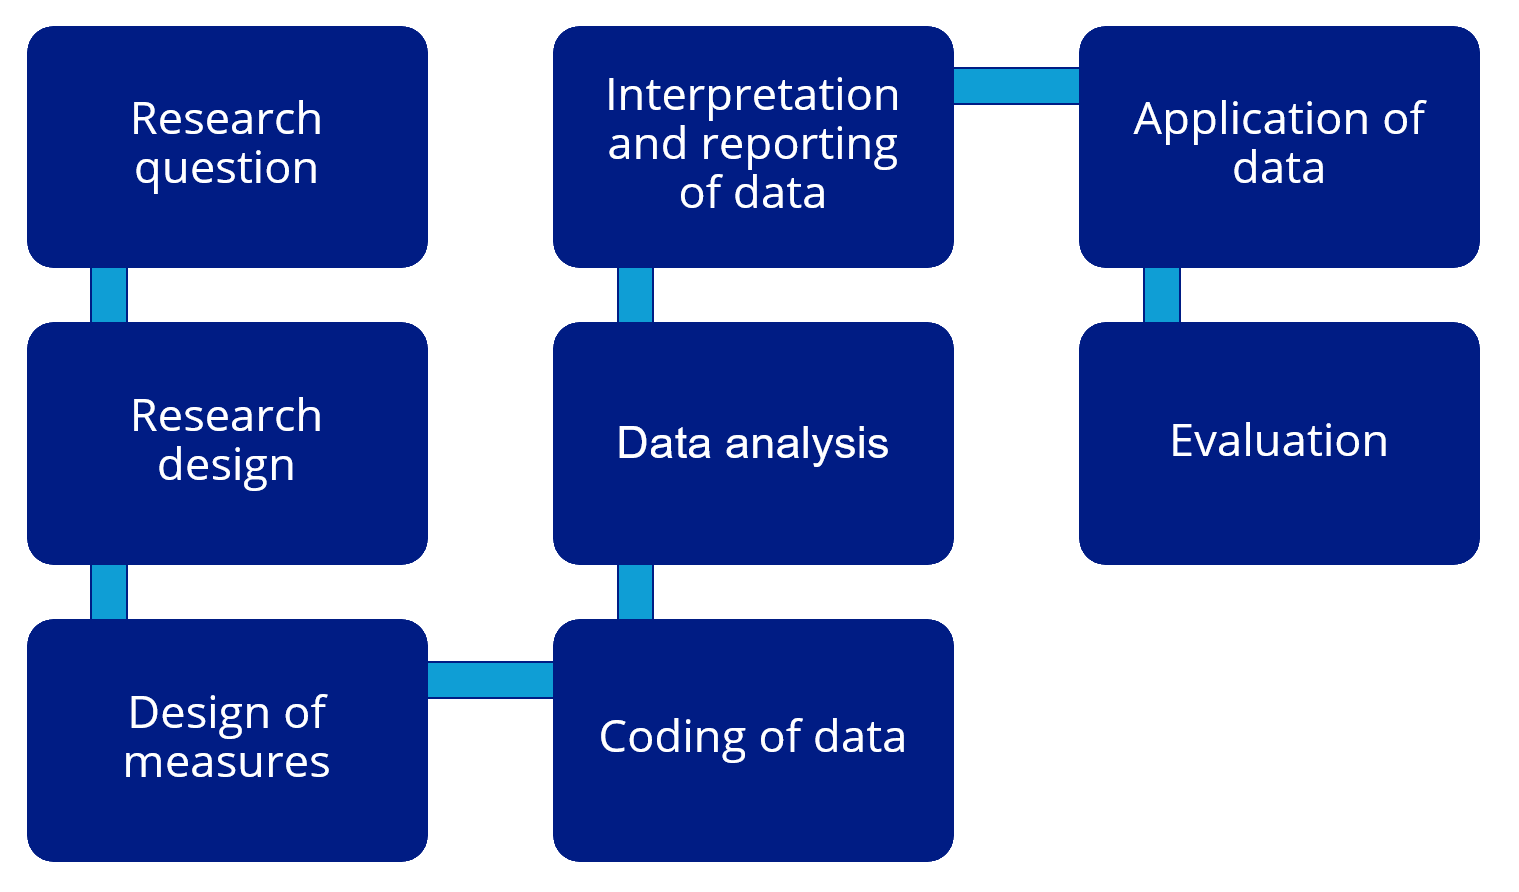 Research
question
Research
design
Design of
measures
Coding of data
Data analysis
Interpretation
and reporting
of data
Application of
data
Evaluation